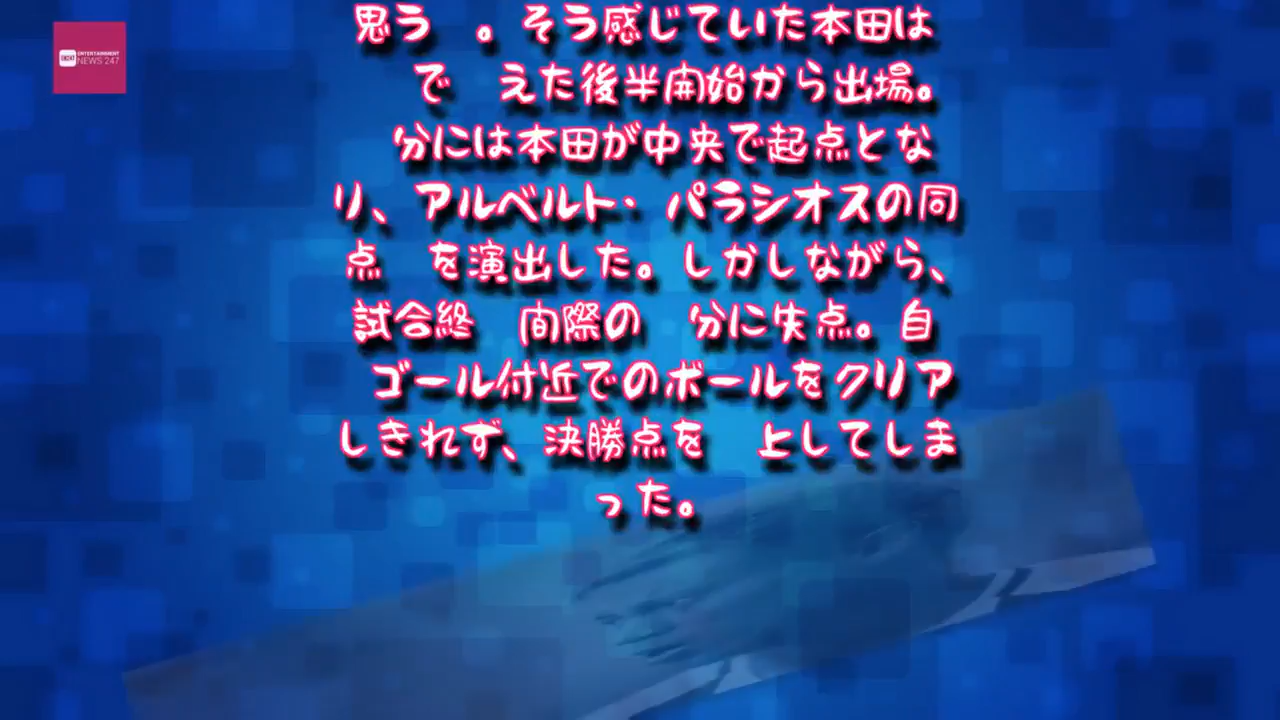 ENTERTAINMENT
NEWS 247
思う　。そう感じていた本田は
で　えた後半開始から出場。
分には本田が中央で起点とな
り、アルベルト・パラシオスの同
点　を演出した。しかしながら、
試合終　間際の　分に失点。自
ゴール付近でのボールをクリア
しきれず、決勝点を　上してしま
った。